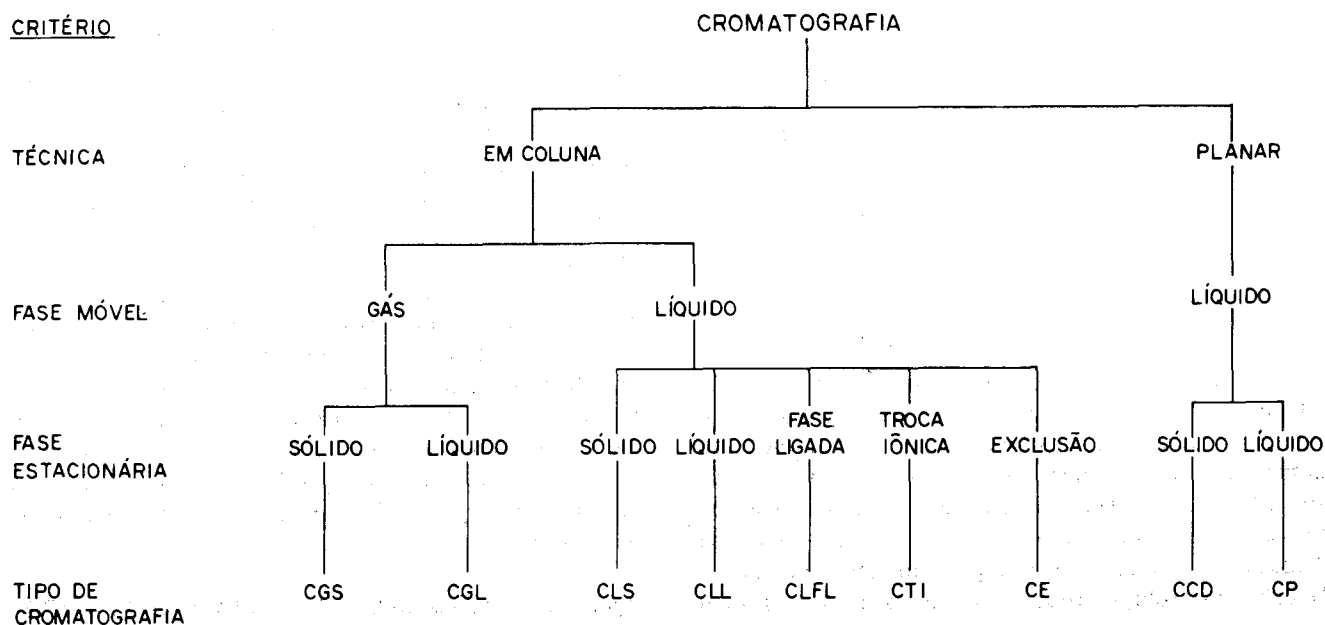 CRITÉRIO
CROMATOGRAFIA
TÉCNICA
EM COLUNA
PLANAR
FASE MÓVEL
GÁS
LÍQUIDO
LÍQUIDO
FASE
ESTACIONÁRIA
SÓLIDO
LÍQUIDO
SÓLIDO
LÍQUIDO
FASE
LIGADA
TROCA
IÔNICA
EXCLUSÃO
SÓLIDO
LÍQUIDO
TIPO DE
CROMATOGRAFIA
CGS
CGL
CLS
CLL
CLFL
CTI
CE
CCD
CP